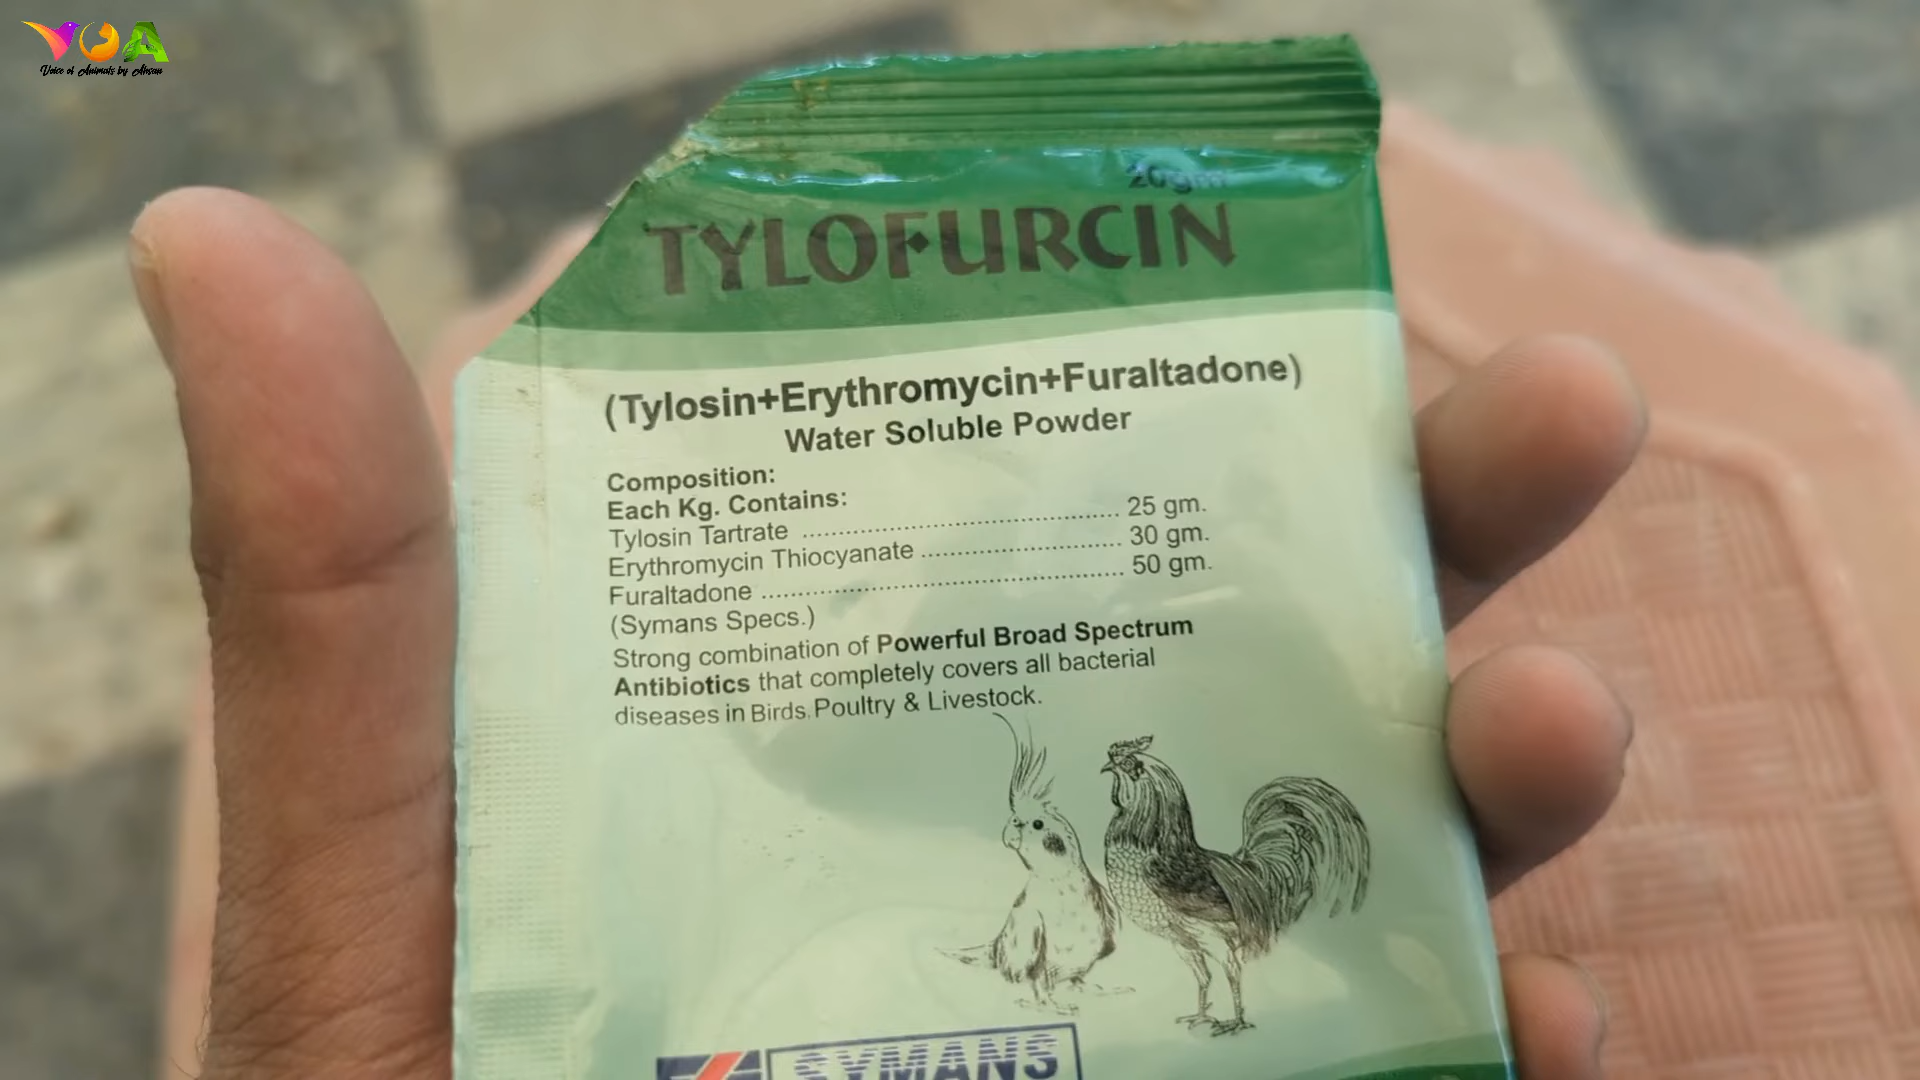 VOA
Voice of Animals by Ahsan
20gm
TYLOFURCIN
(Tylosin+Erythromycin+Furaltadone)
Water Soluble Powder
Composition:
Each Kg. Contains:
Tylosin Tartrate ........................................ 25 gm.
Erythromycin Thiocyanate ......................... 30 gm.
Furaltadone ............................................. 50 gm.
(Symans Specs.)
Strong combination of Powerful Broad Spectrum
Antibiotics that completely covers all bacterial
diseases in Birds, Poultry & Livestock.
SYMANS